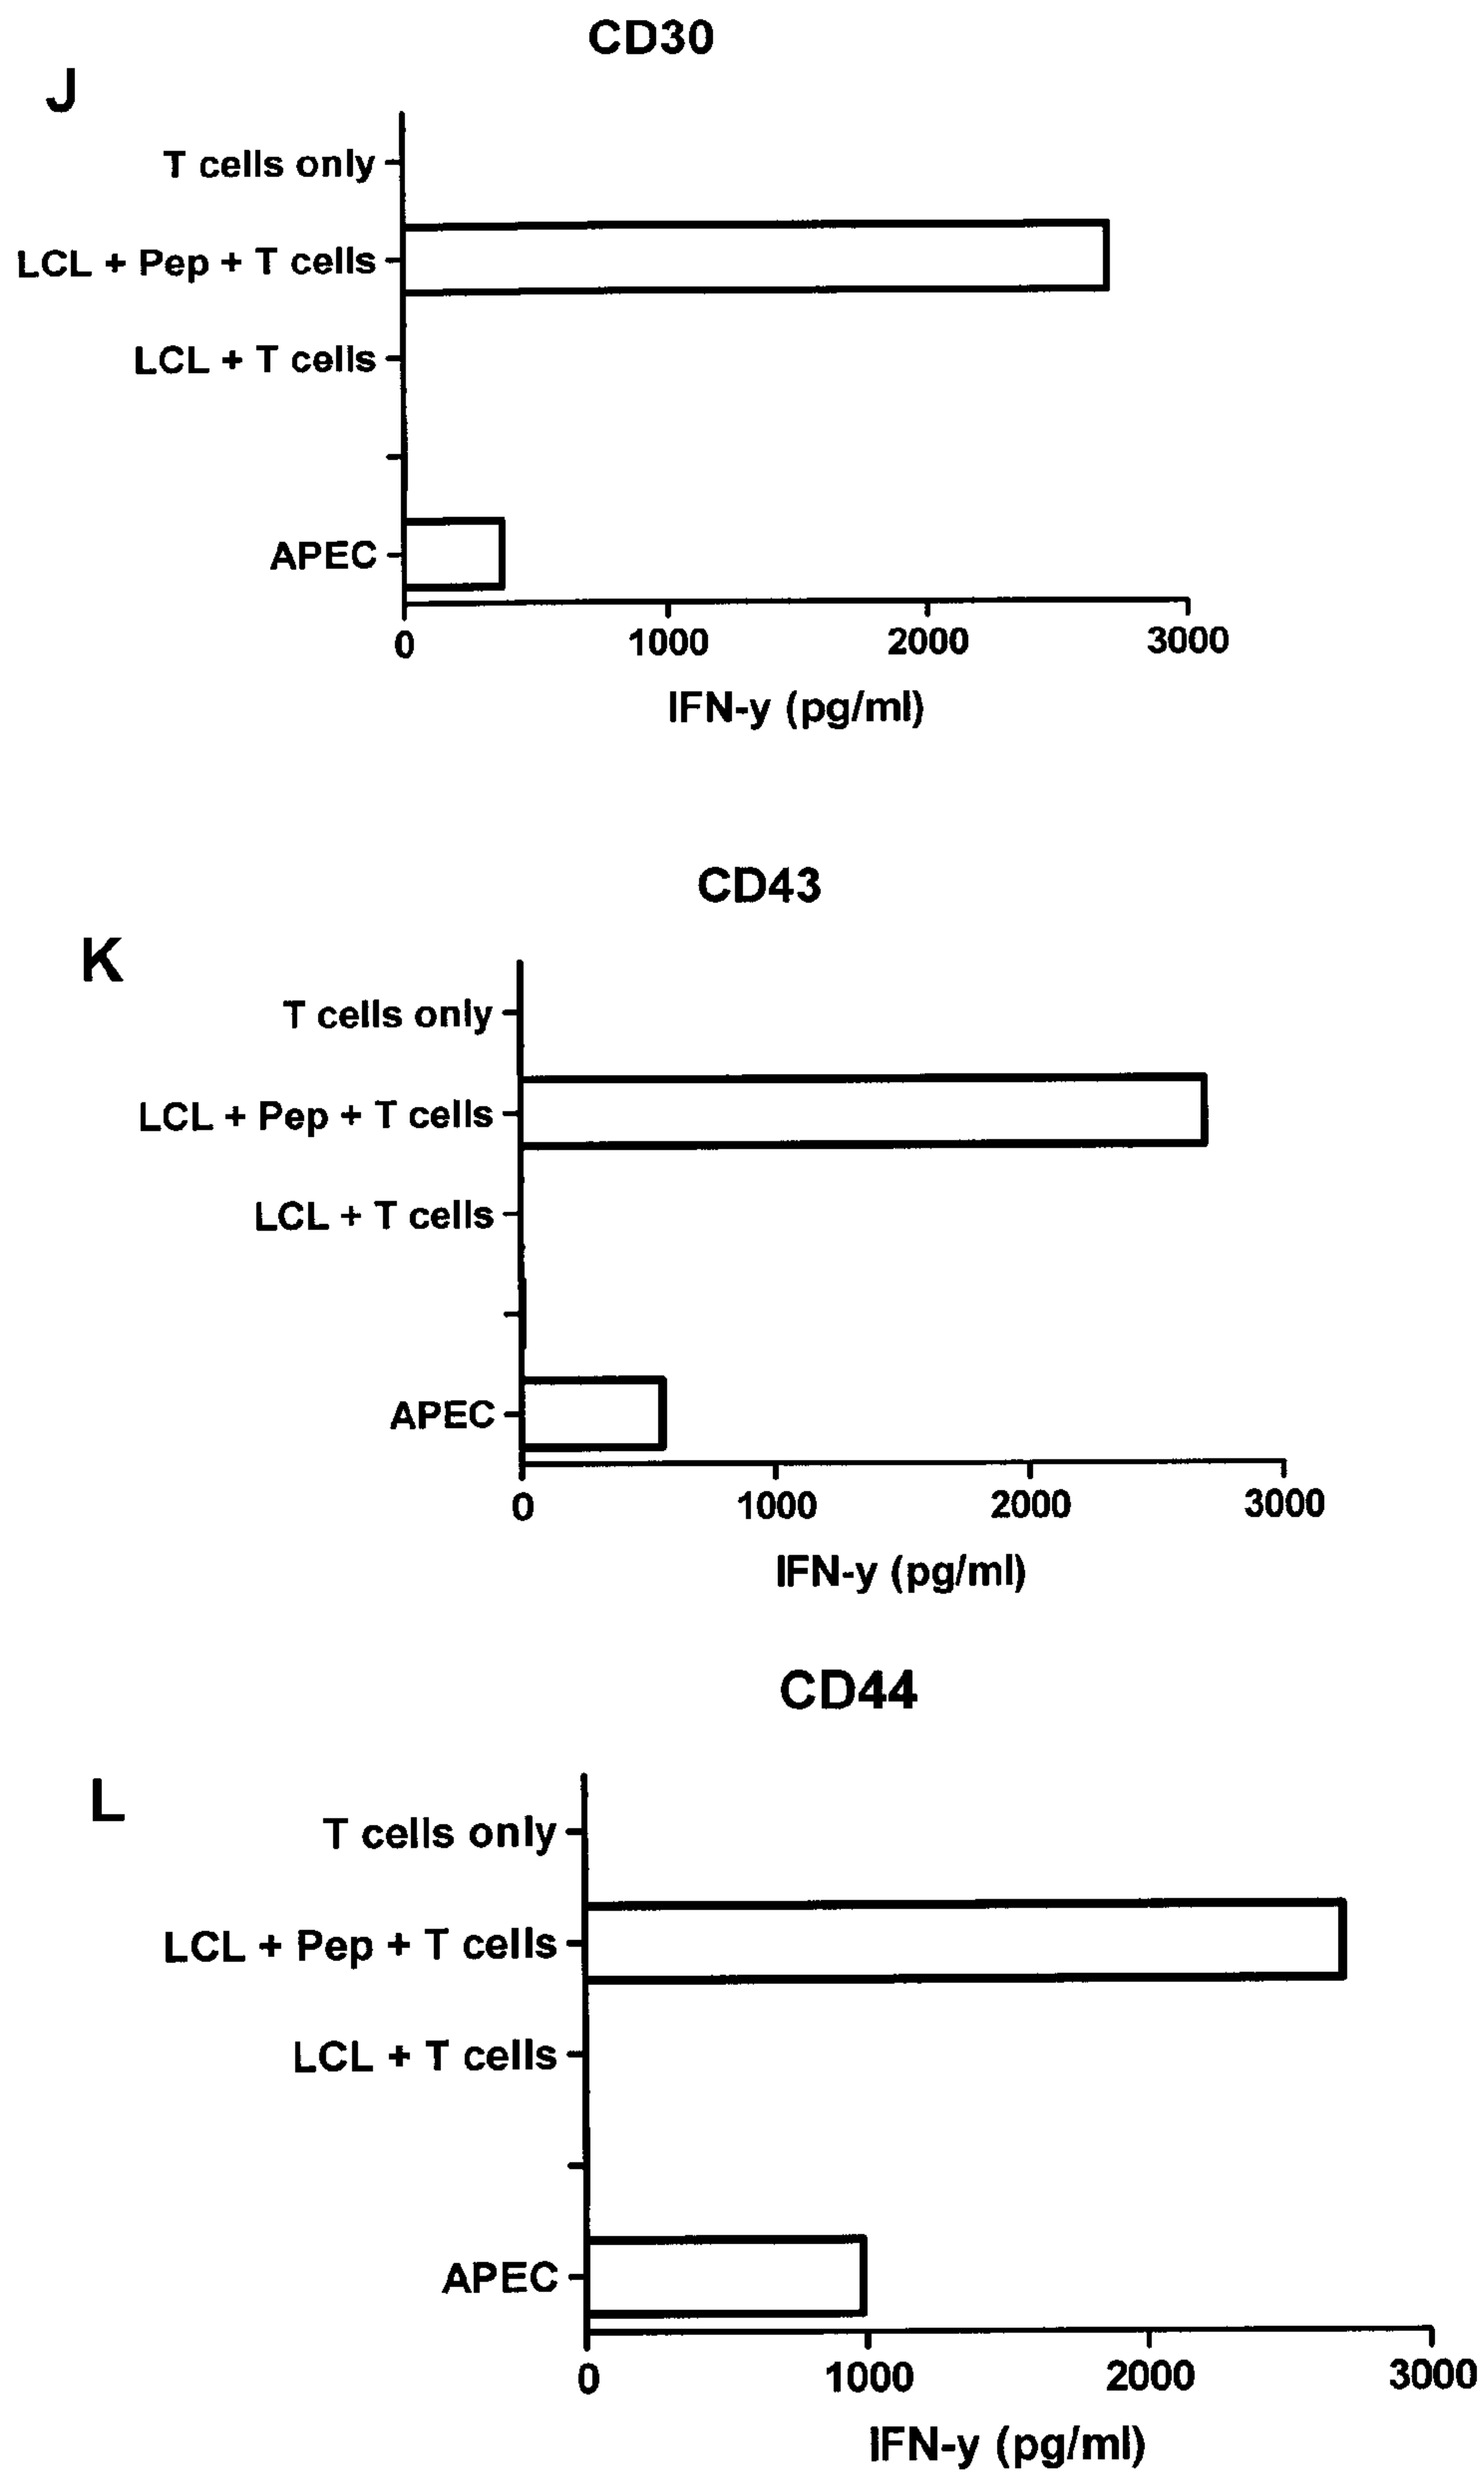 CD30
J
T cells only
LCL + Pep + T cells
LCL + T cells
APEC
0 1000 2000 3000
IFN-y (pg/ml)
CD43
K
T cells only
LCL + Pep + T cells
LCL + T cells
APEC
0 1000 2000 3000
IFN-y (pg/ml)
CD44
L
T cells only
LCL + Pep + T cells
LCL + T cells
APEC
0 1000 2000 3000
IFN-y (pg/ml)